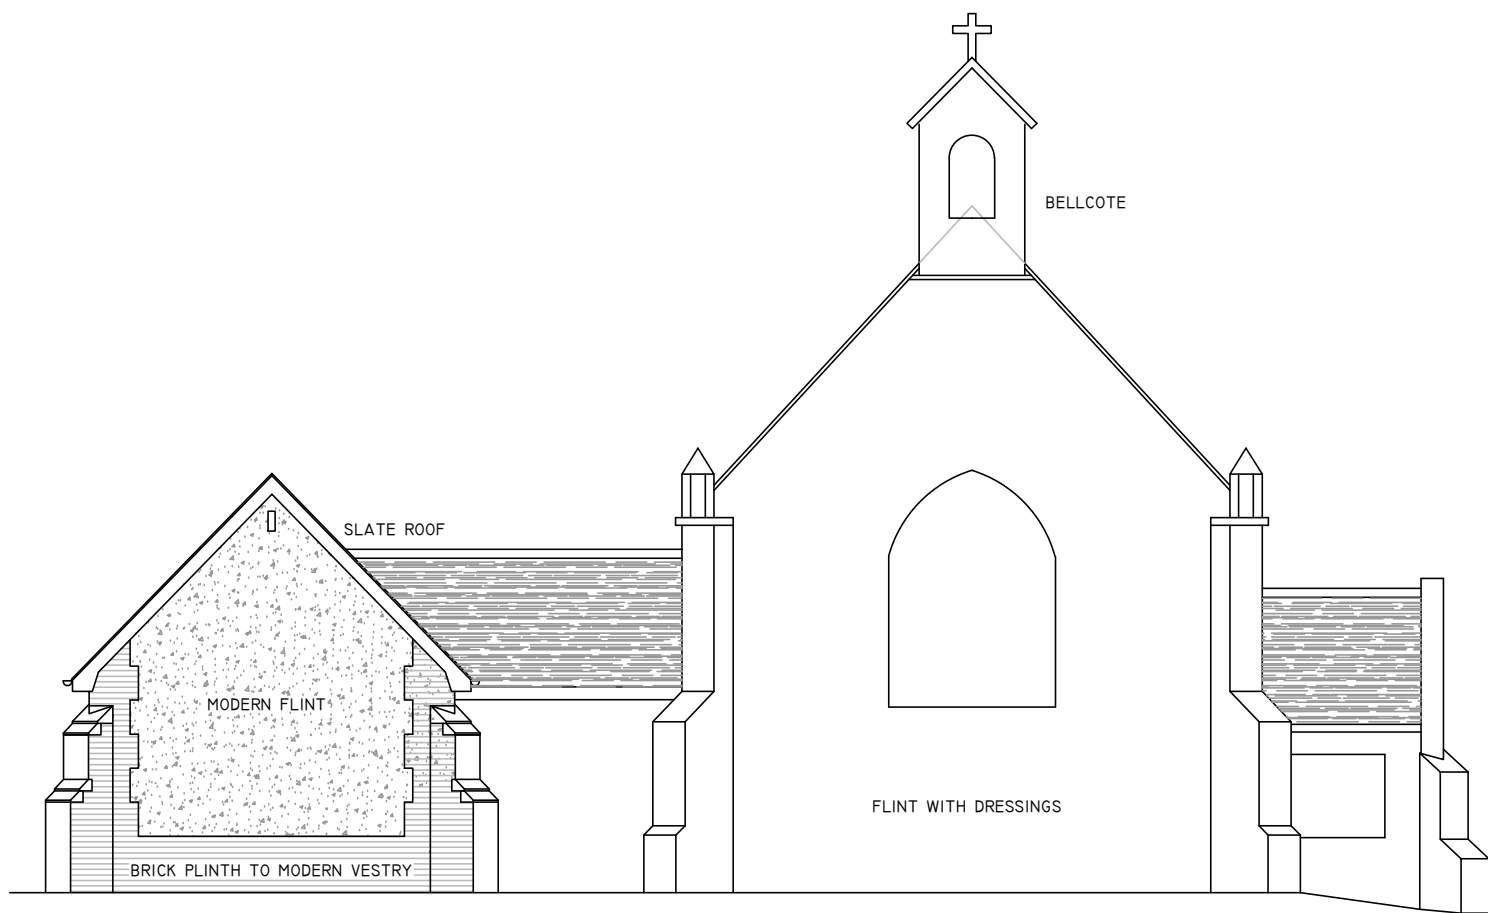 BELLCOTE
SLATE ROOF
MODERN FLINT
FLINT WITH DRESSINGS
BRICK PLINTH TO MODERN VESTRY